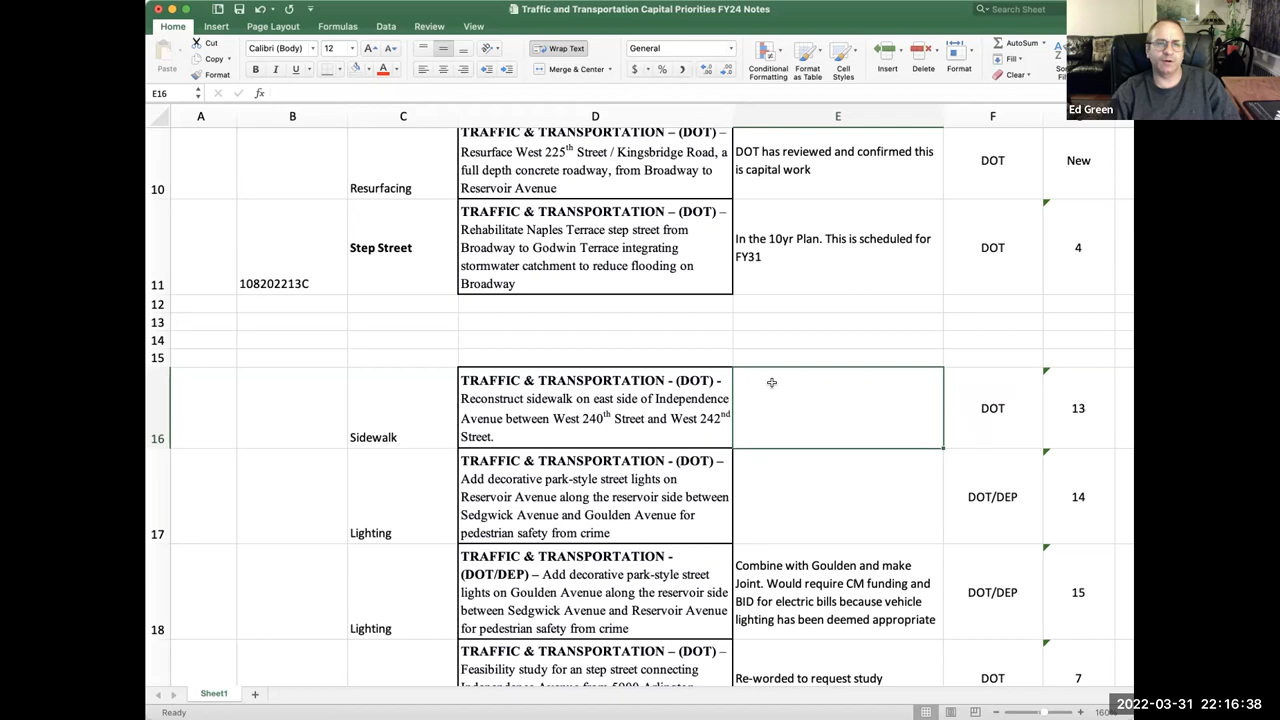 Traffic and Transportation Capital Priorities FY24 Notes
Search Sheet
Home Insert Page Layout Formulas Data Review View
Paste
Cut
Copy
Format
Calibri (Body) 12
B I U
Wrap Text
Merge & Center
General
$ % )
Conditional Formatting
Format as Table
Cell Styles
Insert Delete Format
AutoSum
Fill
Clear
E16 fx
A B C D E F
10
Resurfacing
TRAFFIC & TRANSPORTATION – (DOT) –
Resurface West 225th Street / Kingsbridge Road, a
full depth concrete roadway, from Broadway to
Reservoir Avenue
DOT has reviewed and confirmed this
is capital work
DOT
New
11
108202213C
Step Street
TRAFFIC & TRANSPORTATION – (DOT) –
Rehabilitate Naples Terrace step street from
Broadway to Godwin Terrace integrating
stormwater catchment to reduce flooding on
Broadway
In the 10yr Plan. This is scheduled for
FY31
DOT
4
12
13
14
15
16
Sidewalk
TRAFFIC & TRANSPORTATION - (DOT) -
Reconstruct sidewalk on east side of Independence
Avenue between West 240th Street and West 242nd
Street.
DOT
13
17
Lighting
TRAFFIC & TRANSPORTATION - (DOT) –
Add decorative park-style street lights on
Reservoir Avenue along the reservoir side between
Sedgwick Avenue and Goulden Avenue for
pedestrian safety from crime
DOT/DEP
14
18
Lighting
TRAFFIC & TRANSPORTATION -
(DOT/DEP) – Add decorative park-style street
lights on Goulden Avenue along the reservoir side
between Sedgwick Avenue and Reservoir Avenue
for pedestrian safety from crime
Combine with Goulden and make
Joint. Would require CM funding and
BID for electric bills because vehicle
lighting has been deemed appropriate
DOT/DEP
15
TRAFFIC & TRANSPORTATION – (DOT) –
Feasibility study for an step street connecting
Independence Avenue from 5000 Arlington
Re-worded to request study
DOT
7
Sheet1
Ready
160%
Ed Green
2022-03-31 22:16:38